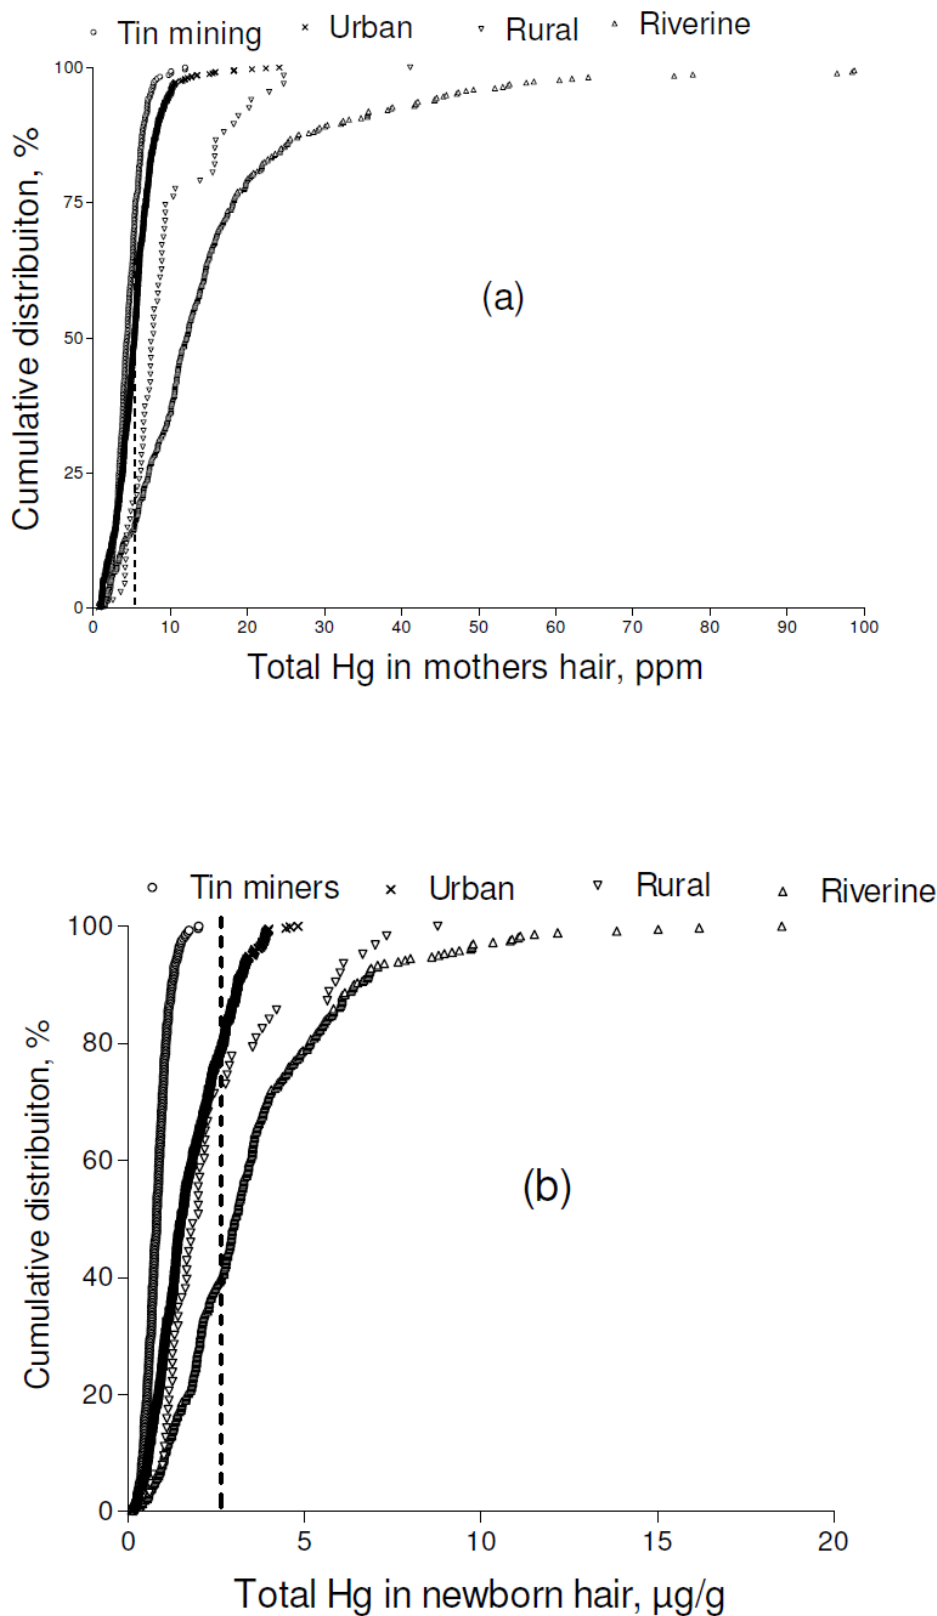 Tin mining Urban Rural Riverine
100
75
50
25
0
Cumulative distribuiton, %
(a)
0 10 20 30 40 50 60 70 80 90 100
Total Hg in mothers hair, ppm
Tin miners Urban Rural Riverine
100
80
60
40
20
0
Cumulative distribuiton, %
(b)
0 5 10 15 20
Total Hg in newborn hair, μg/g